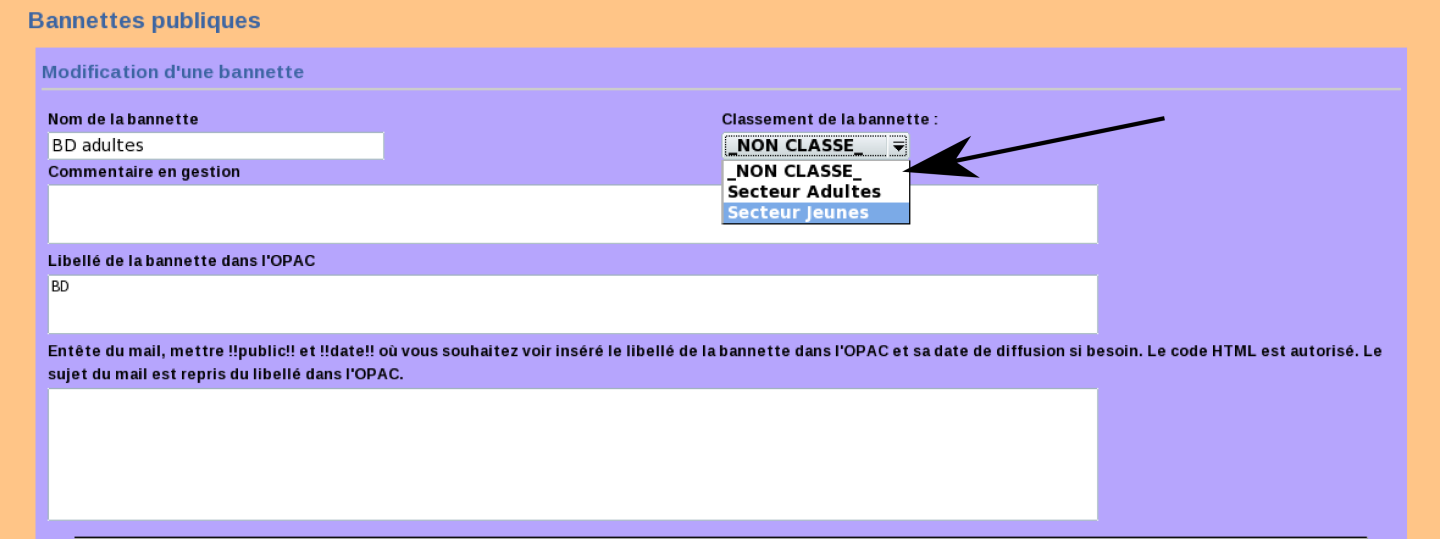 Bannettes publiques
Modification d'une bannette
Nom de la bannette
BD adultes
Classement de la bannette :
_NON CLASSE_
_NON CLASSE_
Secteur Adultes
Secteur Jeunes
Commentaire en gestion
Libellé de la bannette dans l'OPAC
BD
Entête du mail, mettre !!public!! et !!date!! où vous souhaitez voir inséré le libellé de la bannette dans l'OPAC et sa date de diffusion si besoin. Le code HTML est autorisé. Le
sujet du mail est repris du libellé dans l'OPAC.